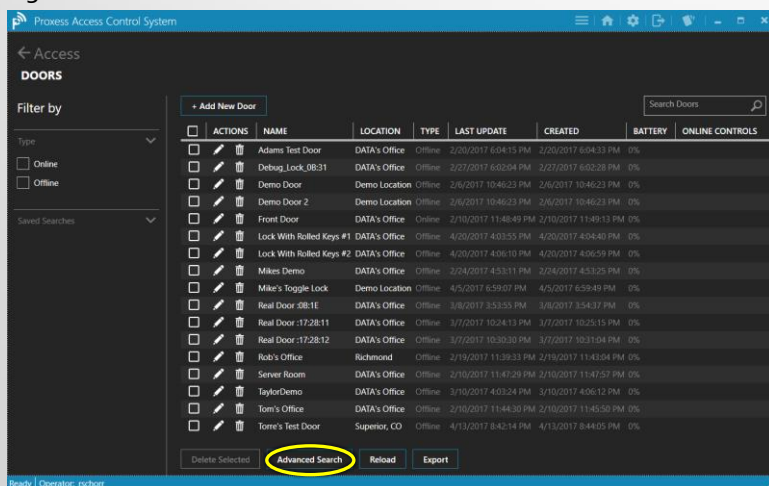 Proxess Access Control System
Access
DOORS
Filter by
+ Add New Door
Search Doors
Type
ACTIONS NAME LOCATION TYPE LAST UPDATE CREATED BATTERY ONLINE CONTROLS
Online
Offline
Saved Searches
Adams Test Door DATA's Office Offline 2/20/2017 6:04:15 PM 2/20/2017 6:04:33 PM 0%
Debug_Lock_0B:31 DATA's Office Offline 2/27/2017 6:02:04 PM 2/27/2017 6:02:28 PM 0%
Demo Door Demo Location Offline 2/6/2017 10:46:23 PM 2/6/2017 10:46:23 PM 0%
Demo Door 2 Demo Location Offline 2/6/2017 10:46:23 PM 2/6/2017 10:46:23 PM 0%
Front Door DATA's Office Online 2/10/2017 11:48:49 PM 2/10/2017 11:49:13 PM 0%
Lock With Rolled Keys #1 DATA's Office Offline 4/20/2017 4:03:55 PM 4/20/2017 4:04:40 PM 0%
Lock With Rolled Keys #2 DATA's Office Offline 4/20/2017 4:06:10 PM 4/20/2017 4:06:59 PM 0%
Mikes Demo DATA's Office Offline 2/24/2017 4:53:11 PM 2/24/2017 4:53:25 PM 0%
Mike's Toggle Lock Demo Location Offline 4/5/2017 6:59:07 PM 4/5/2017 6:59:49 PM 0%
Real Door :0B:1E DATA's Office Offline 3/8/2017 3:53:55 PM 3/8/2017 3:54:37 PM 0%
Real Door :17:28:11 DATA's Office Offline 3/7/2017 10:24:13 PM 3/7/2017 10:25:15 PM 0%
Real Door :17:28:12 DATA's Office Offline 3/7/2017 10:30:30 PM 3/7/2017 10:31:04 PM 0%
Rob's Office Richmond Offline 2/19/2017 11:39:33 PM 2/19/2017 11:43:04 PM 0%
Server Room DATA's Office Offline 2/10/2017 11:47:29 PM 2/10/2017 11:47:57 PM 0%
TaylorDemo DATA's Office Offline 3/10/2017 4:03:24 PM 3/10/2017 4:06:12 PM 0%
Tom's Office DATA's Office Offline 2/10/2017 11:44:30 PM 2/10/2017 11:45:50 PM 0%
Torre's Test Door Superior, CO Offline 4/13/2017 8:42:14 PM 4/13/2017 8:44:05 PM 0%
Delete Selected Advanced Search Reload Export
Ready Operator: rschorr